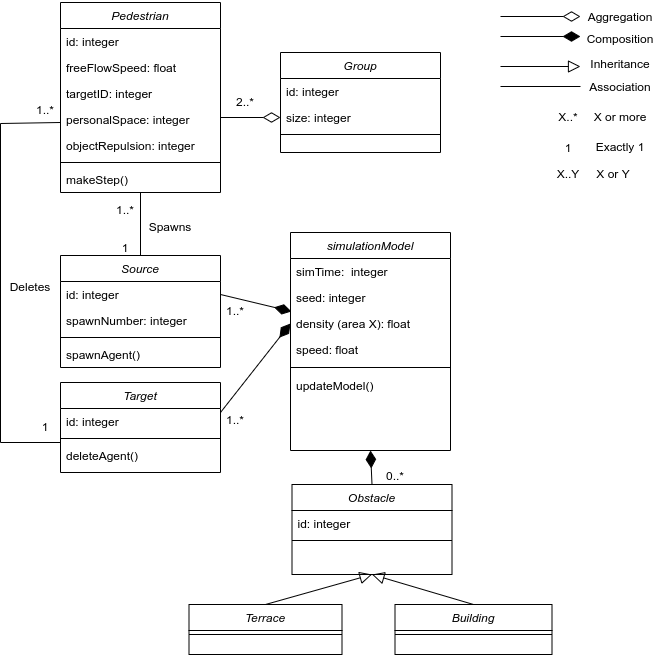 Pedestrian
id: integer
freeFlowSpeed: float
targetID: integer
personalSpace: integer
objectRepulsion: integer
makeStep()
1..*
2..*
Group
id: integer
size: integer
Aggregation
Composition
Inheritance
Association
X..* X or more
1 Exactly 1
X..Y X or Y
1..*
Spawns
1
Deletes
Source
id: integer
spawnNumber: integer
spawnAgent()
1..*
simulationModel
simTime: integer
seed: integer
density (area X): float
speed: float
updateModel()
Target
id: integer
deleteAgent()
1
1..*
0..*
Obstacle
id: integer
Terrace
Building